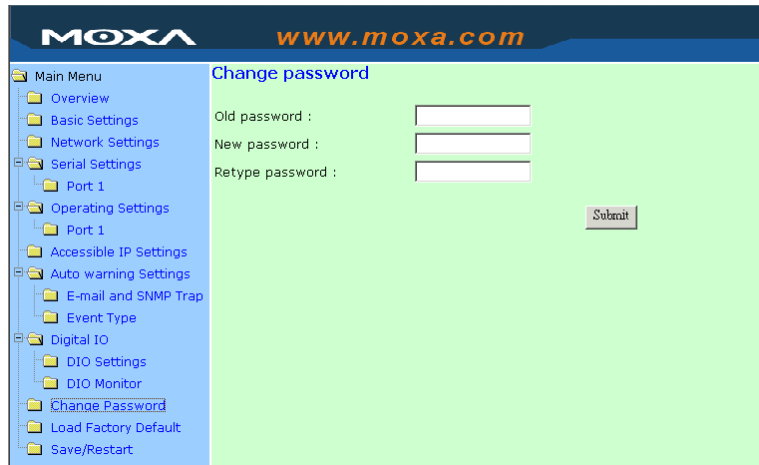 MOXA
www.moxa.com
Main Menu
Overview
Basic Settings
Network Settings
Serial Settings
Port 1
Operating Settings
Port 1
Accessible IP Settings
Auto warning Settings
E-mail and SNMP Trap
Event Type
Digital IO
DIO Settings
DIO Monitor
Change Password
Load Factory Default
Save/Restart
Change password
Old password :
New password :
Retype password :
Submit